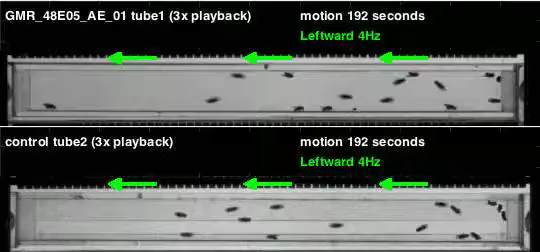 GMR_48E05_AE_01 tube1 (3x playback) motion 192 seconds
Leftward 4Hz
control tube2 (3x playback) motion 192 seconds
Leftward 4Hz